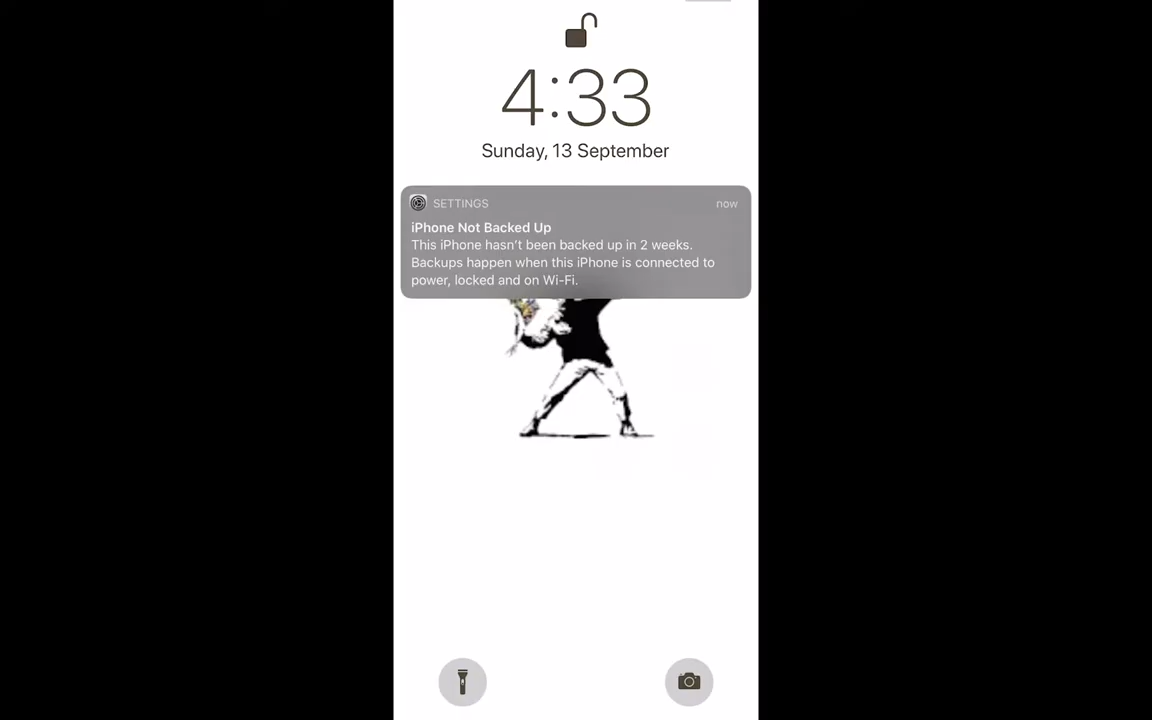 4:33
Sunday, 13 September
SETTINGS now
iPhone Not Backed Up
This iPhone hasn't been backed up in 2 weeks.
Backups happen when this iPhone is connected to
power, locked and on Wi-Fi.